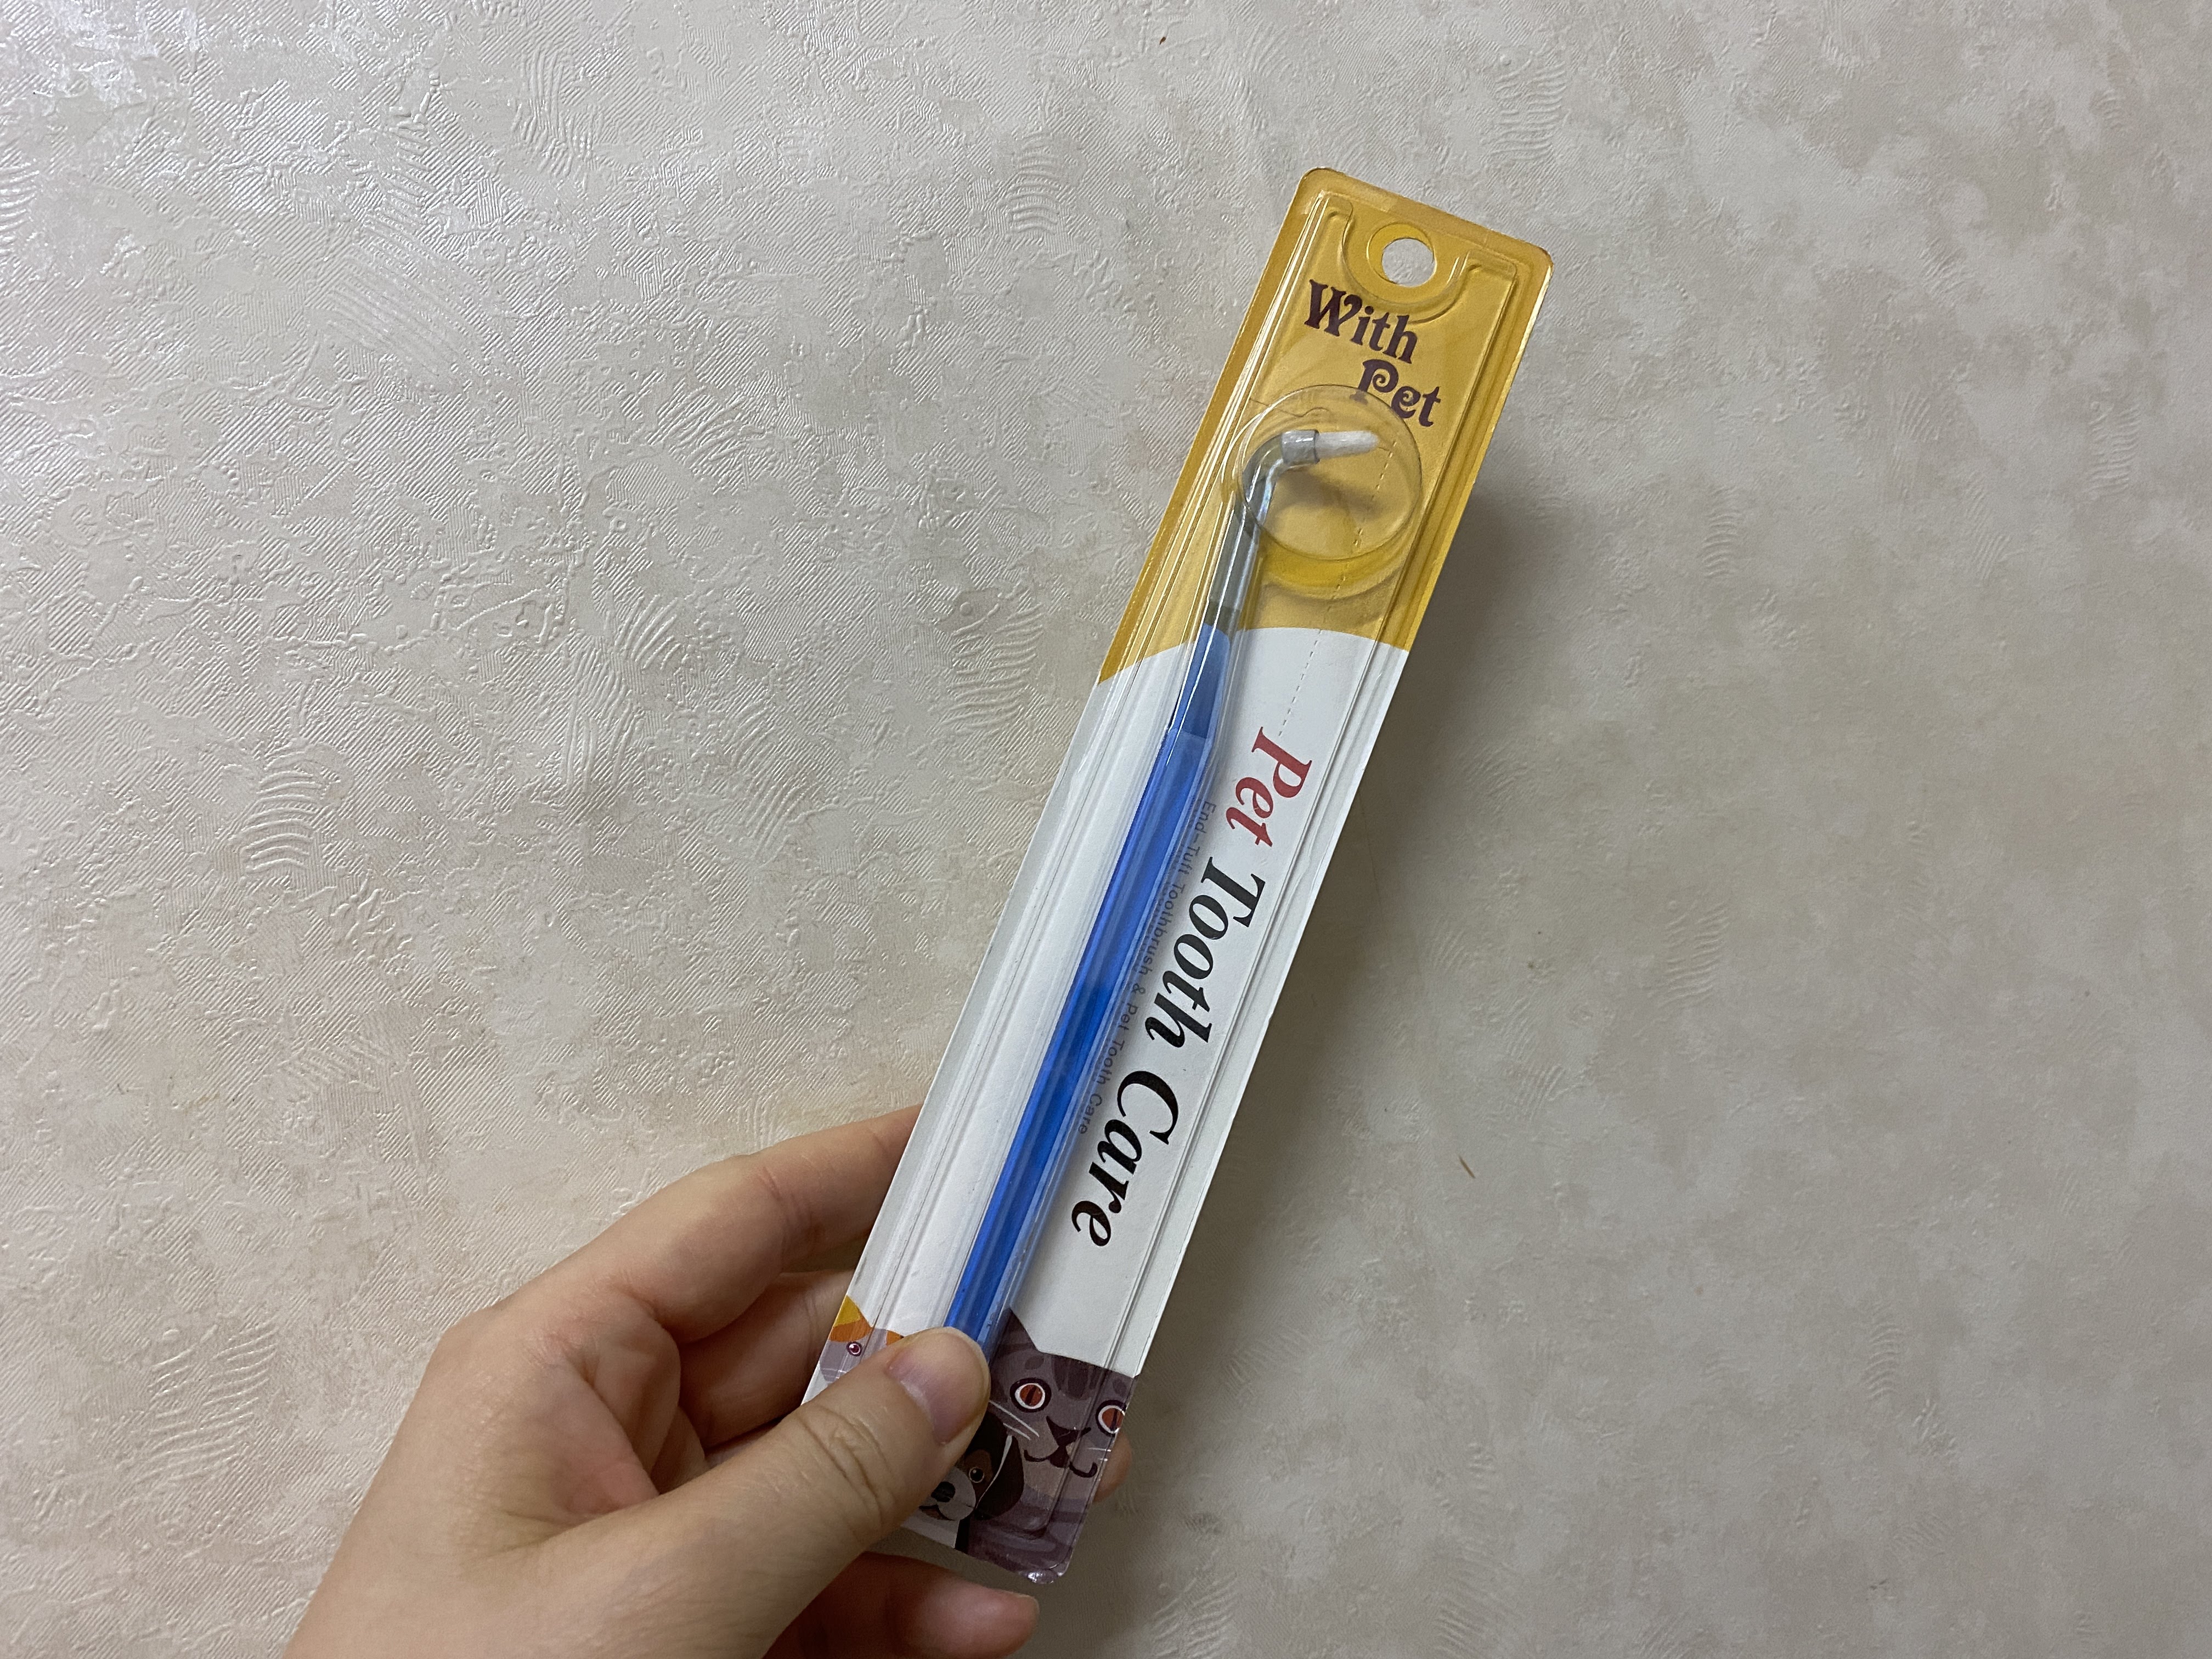 With
Pet
Pet Tooth Care
End-Tuft Toothbrush & Pet Tooth Care